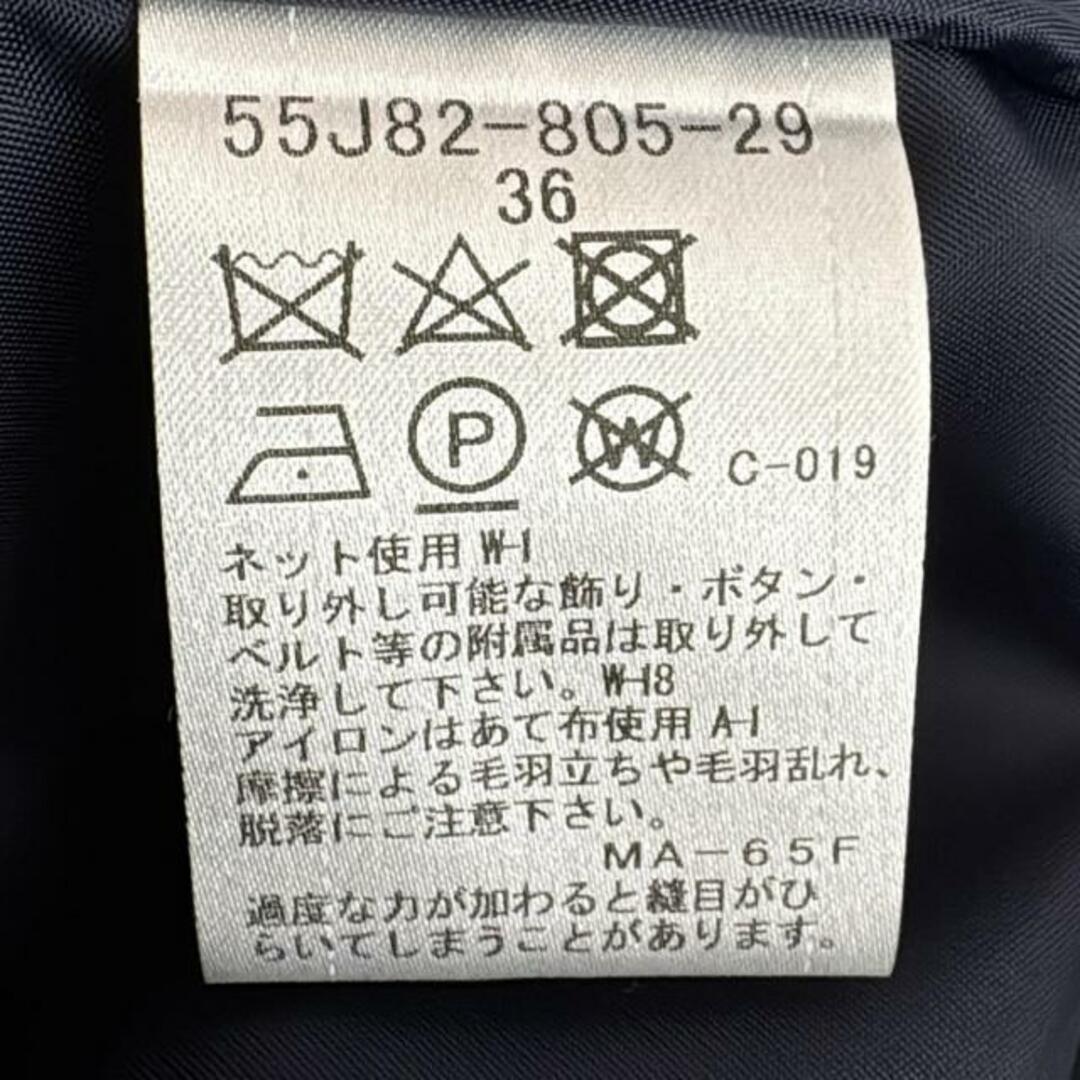 55J82-805-29
36
P
W
C-019
ネット使用 W-1
取り外し可能な飾り・ボタン・
ベルト等の附属品は取り外して
洗浄して下さい。W-18
アイロンはあて布使用 A-1
摩擦による毛羽立ちや毛羽乱れ、
脱落にご注意下さい。
MA-65F
過度な力が加わると縫目がひ
らいてしまうことがあります。